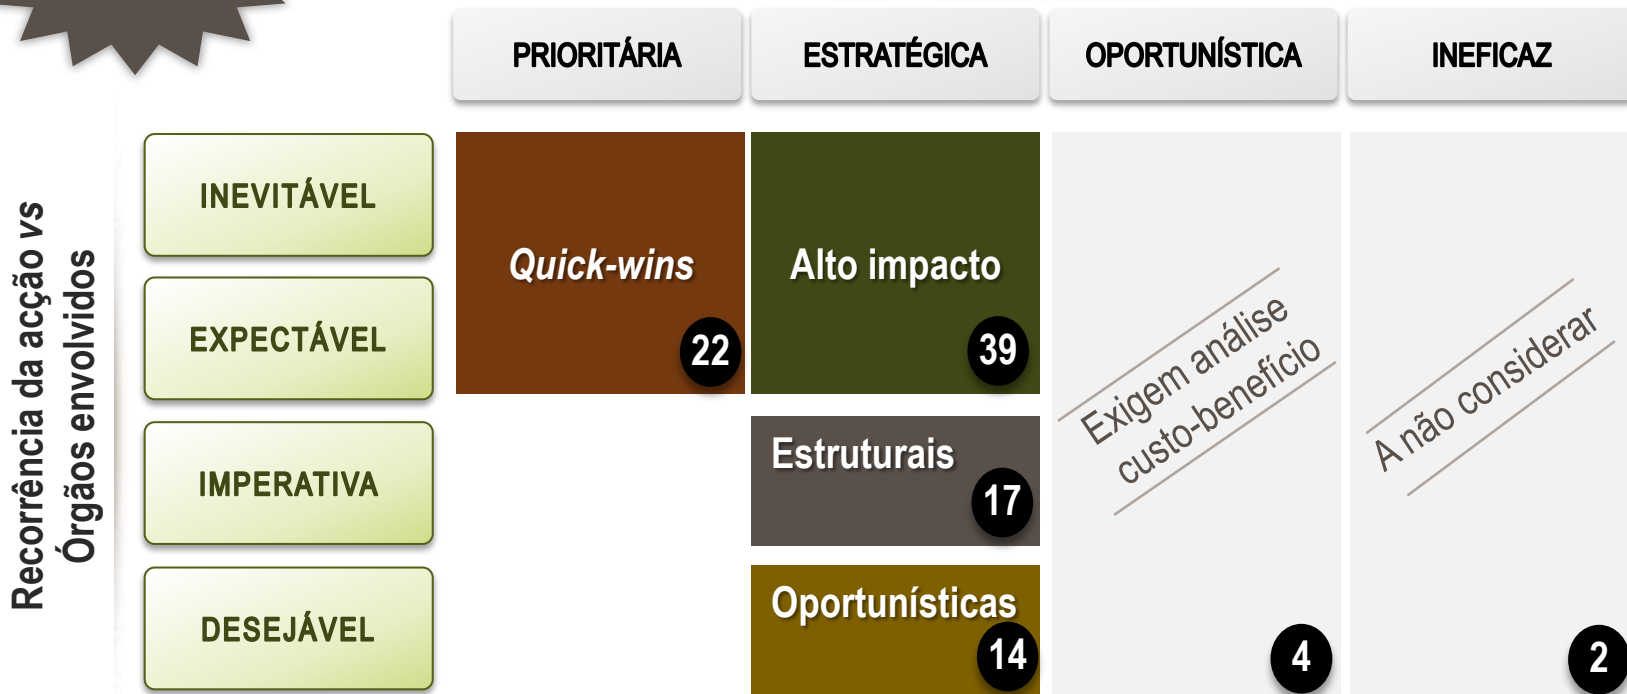 PRIORITÁRIA
ESTRATÉGICA
OPORTUNÍSTICA
INEFICAZ
Recorrência da acção vs
Órgãos envolvidos
INEVITÁVEL
EXPECTÁVEL
IMPERATIVA
DESEJÁVEL
Quick-wins
22
Alto impacto
39
Estruturais
17
Oportunísticas
14
Exigem análise
custo-benefício
4
A não considerar
2